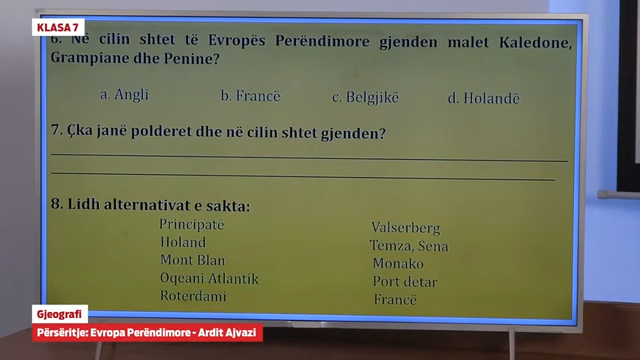 KLASA 7
6. Në cilin shtet të Evropës Perëndimore gjenden malet Kaledone,
Grampiane dhe Penine?
a. Angli b. Francë c. Belgjikë d. Holandë
7. Çka janë polderet dhe në cilin shtet gjenden?
8. Lidh alternativat e sakta:
Principatë Valserberg
Holand Temza, Sena
Mont Blan Monako
Oqeani Atlantik Port detar
Roterdami Francë
Gjeografi
Përsëritje: Evropa Perëndimore - Ardit Ajvazi